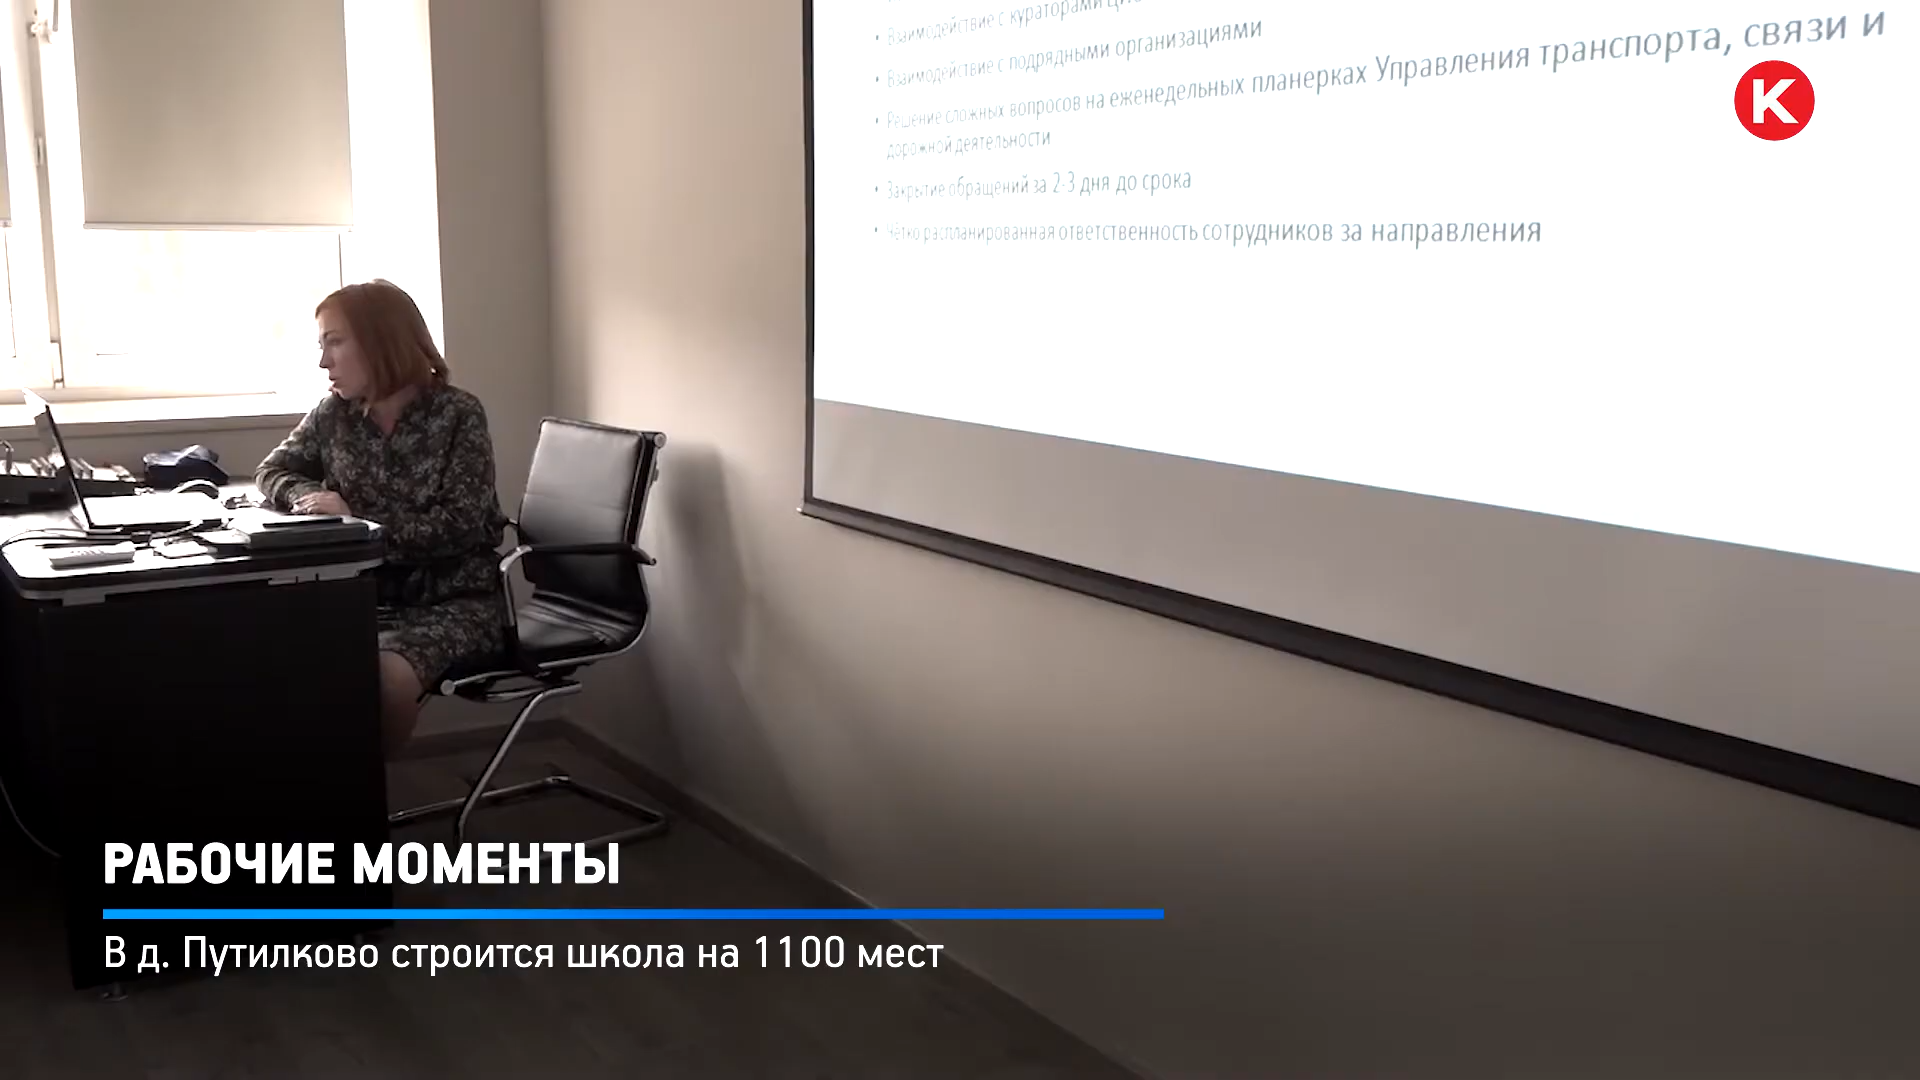 Взаимодействие с кураторами
Взаимодействие с подрядными организациями
Решение сложных вопросов на еженедельных планерках Управления транспорта, связи и
дорожной деятельности
Закрытие обращений за 2-3 дня до срока
Чётко распланированная ответственность сотрудников за направления
K
РАБОЧИЕ МОМЕНТЫ
В д. Путилково строится школа на 1100 мест